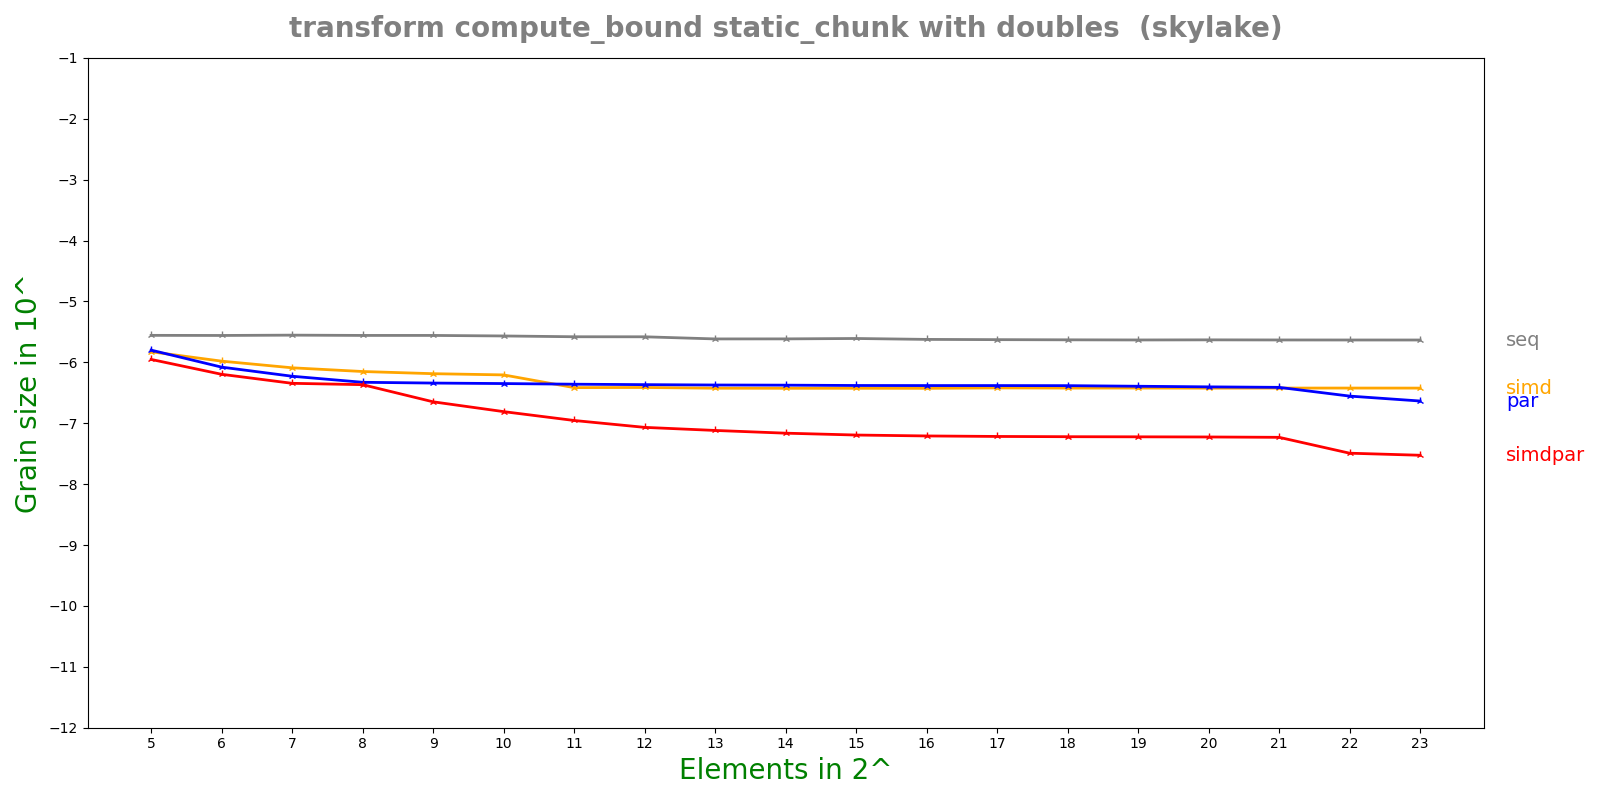 transform compute_bound static_chunk with doubles  (skylake)
−1
−2
−3
−4
−5
−6
−7
−8
−9
−10
−11
−12
Grain size in 10^
seq
simd
par
simdpar
5 6 7 8 9 10 11 12 13 14 15 16 17 18 19 20 21 22 23
Elements in 2^